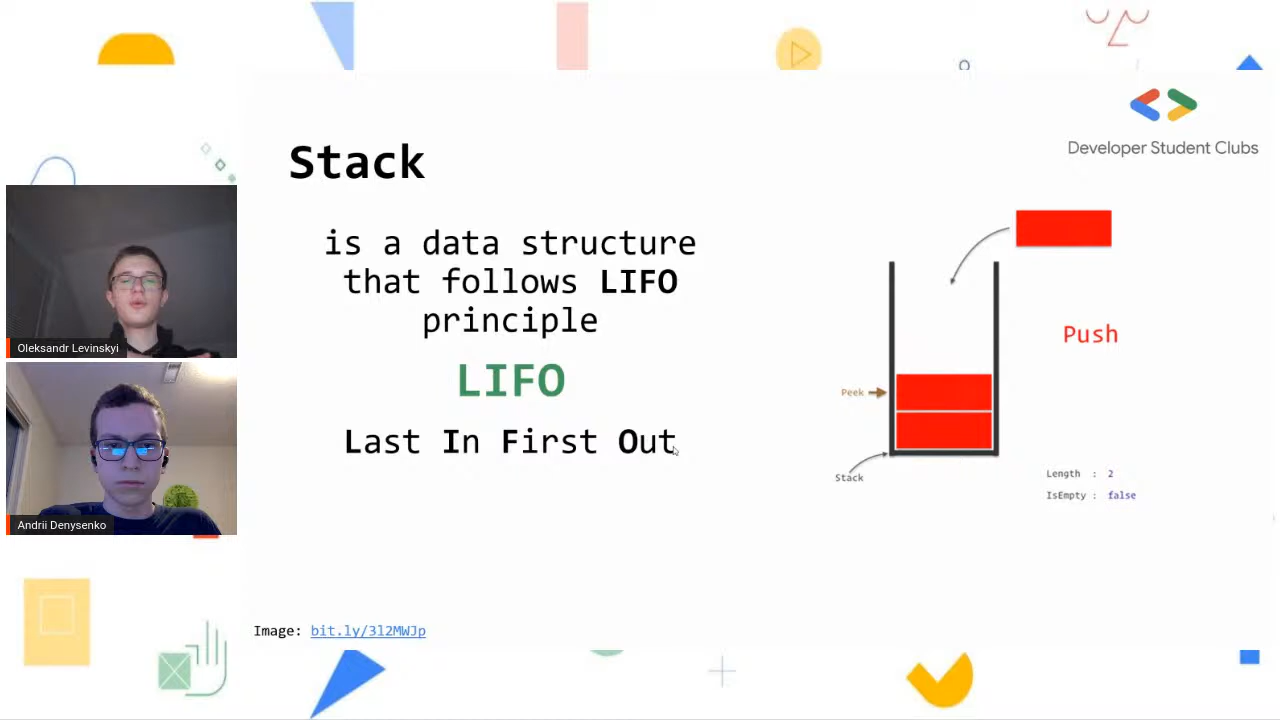 Developer Student Clubs
Stack
is a data structure
that follows LIFO
principle
LIFO
Last In First Out
Push
Peek
Stack
Length : 2
IsEmpty : false
Image: bit.ly/3l2MWJp
Oleksandr Levinskyi
Andrii Denysenko